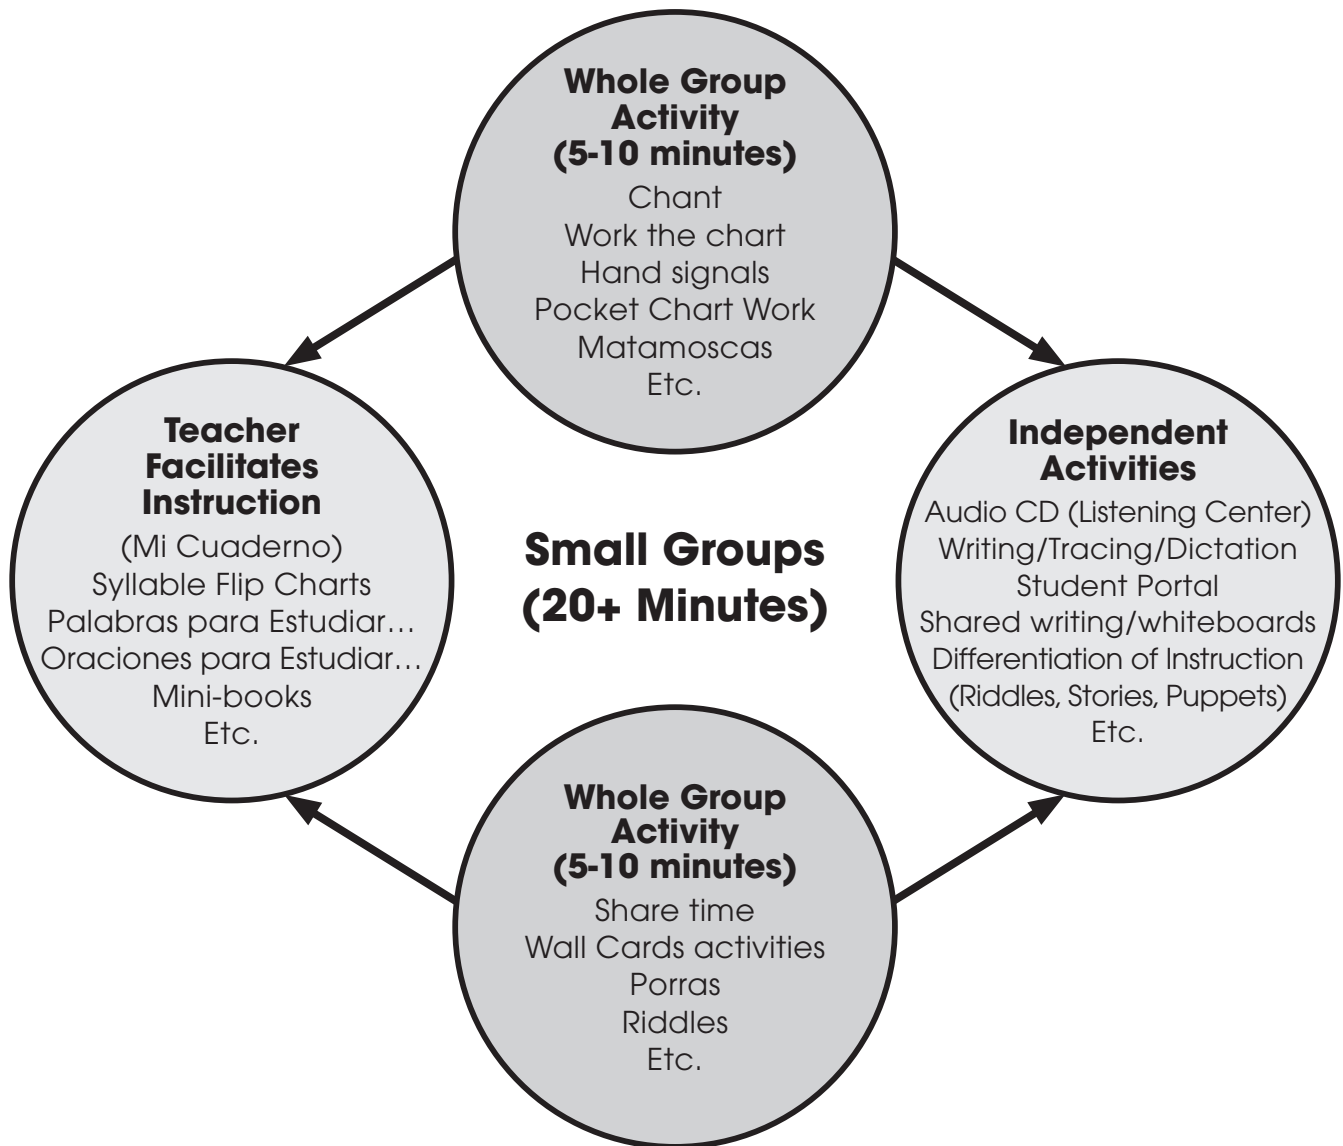 Whole Group
Activity
(5-10 minutes)
Chant
Work the chart
Hand signals
Pocket Chart Work
Matamoscas
Etc.
Teacher
Facilitates
Instruction
(Mi Cuaderno)
Syllable Flip Charts
Palabras para Estudiar...
Oraciones para Estudiar...
Mini-books
Etc.
Small Groups
(20+ Minutes)
Independent
Activities
Audio CD (Listening Center)
Writing/Tracing/Dictation
Student Portal
Shared writing/whiteboards
Differentiation of Instruction
(Riddles, Stories, Puppets)
Etc.
Whole Group
Activity
(5-10 minutes)
Share time
Wall Cards activities
Porras
Riddles
Etc.